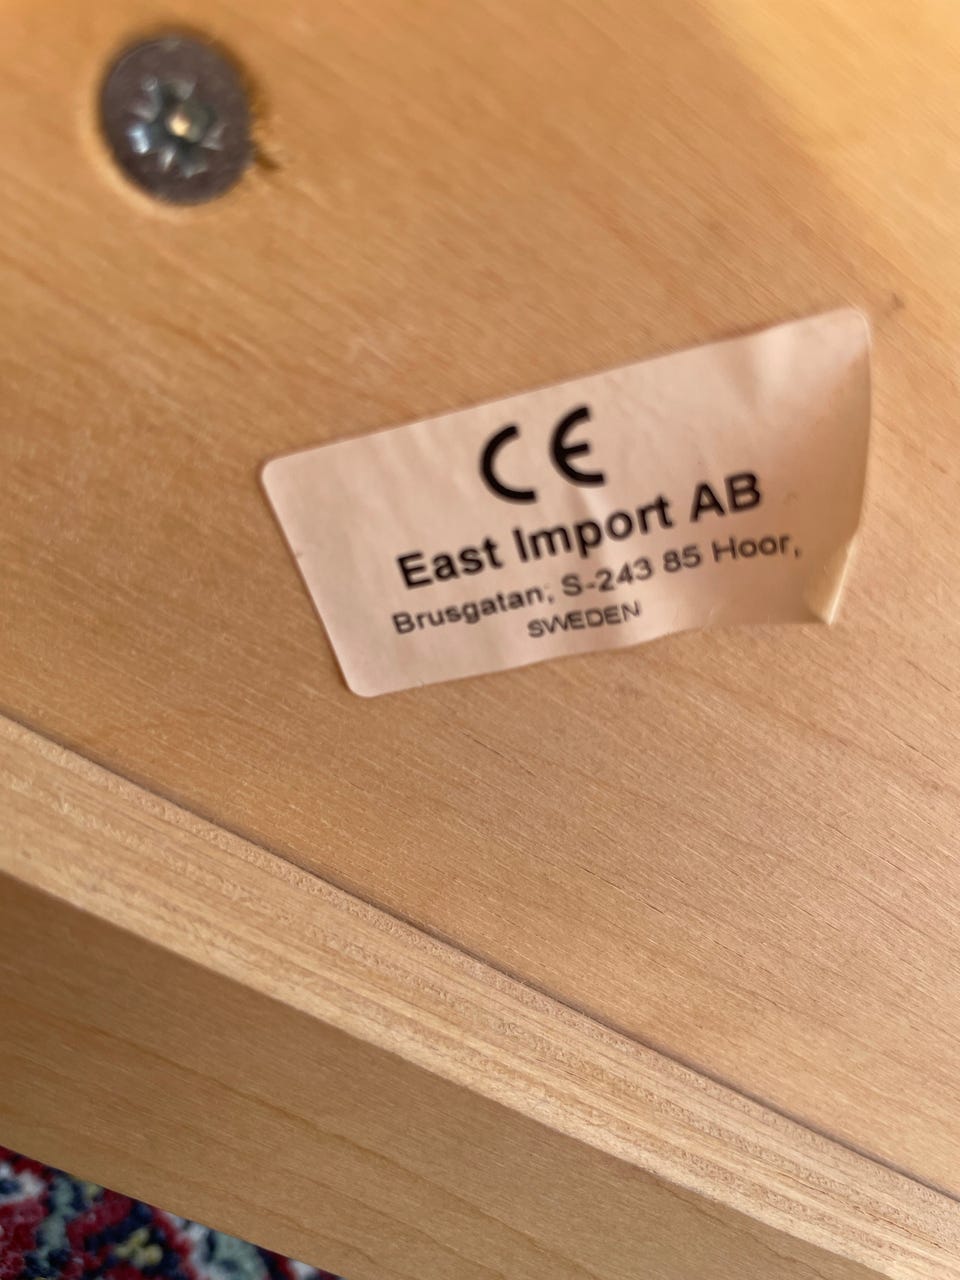 CE
East Import AB
Brusgatan, S-243 85 Hoor,
SWEDEN